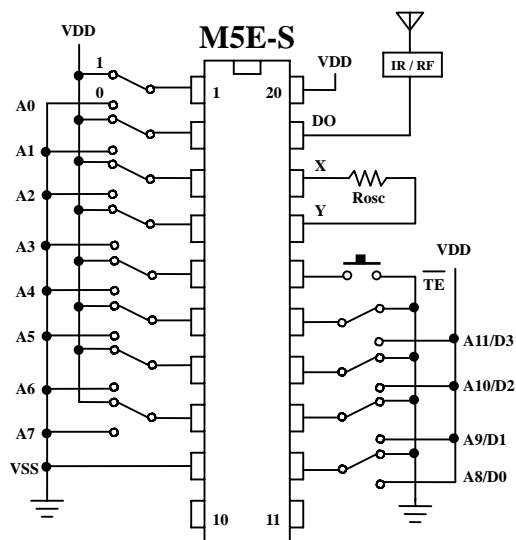 M5E-S
VDD
1
0
A0
A1
A2
A3
A4
A5
A6
A7
VSS
1
20
10
11
VDD
IR / RF
DO
X
Rosc
Y
TE
VDD
A11/D3
A10/D2
A9/D1
A8/D0